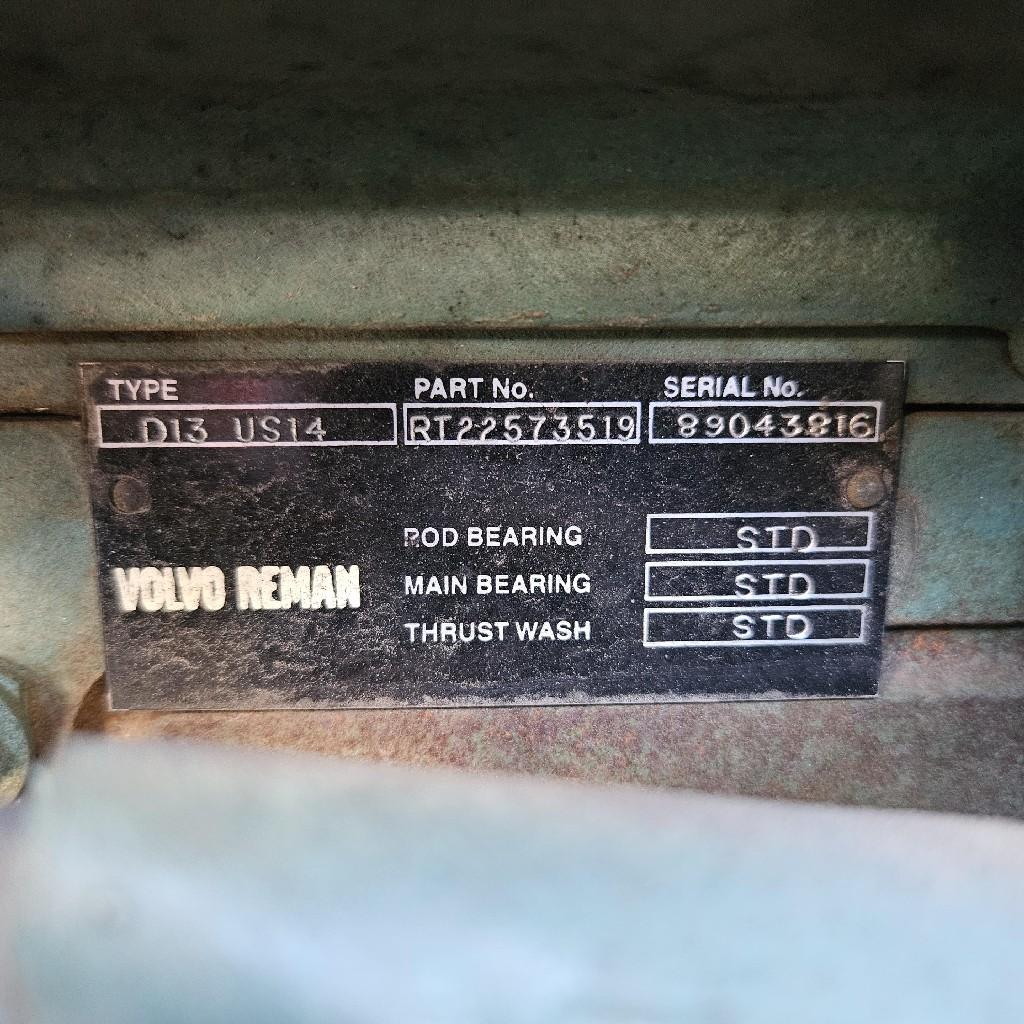 TYPE PART No. SERIAL No.
D13 US14 RT22573519 89043816
ROD BEARING STD
VOLVO REMAN MAIN BEARING STD
THRUST WASH STD